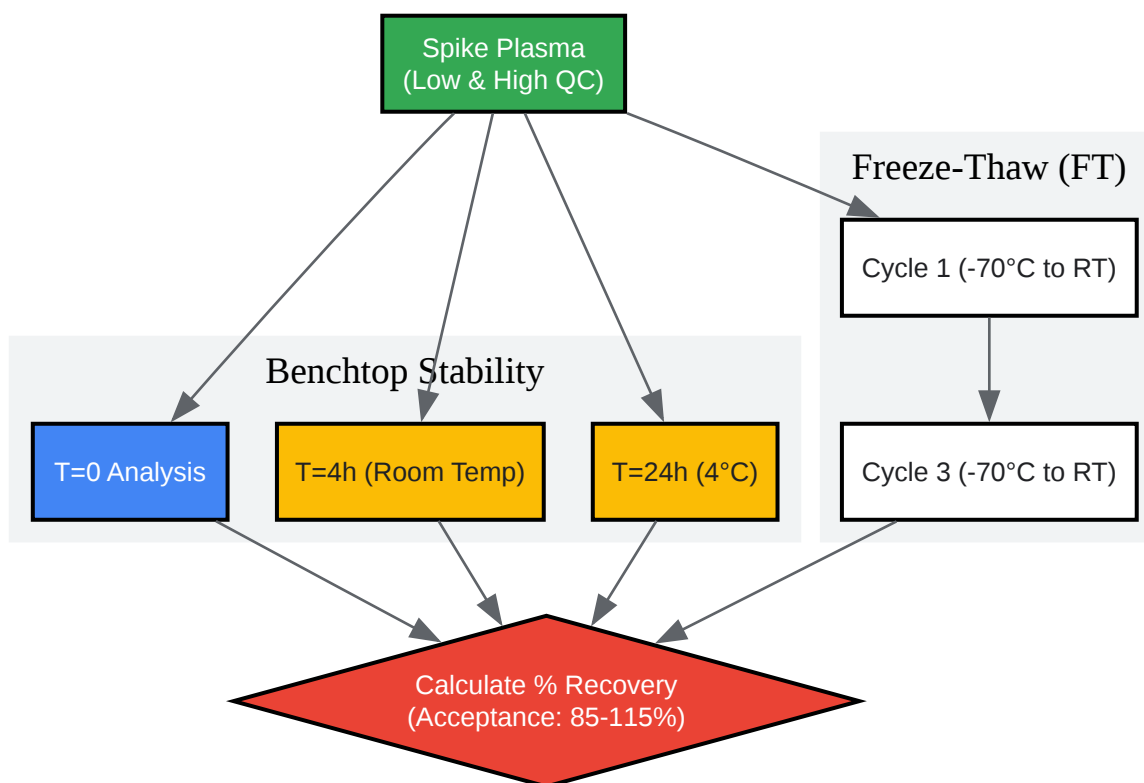 Spike Plasma
(Low & High QC)
Freeze-Thaw (FT)
Cycle 1 (-70°C to RT)
Benchtop Stability
T=0 Analysis
T=4h (Room Temp)
T=24h (4°C)
Cycle 3 (-70°C to RT)
Calculate % Recovery
(Acceptance: 85-115%)